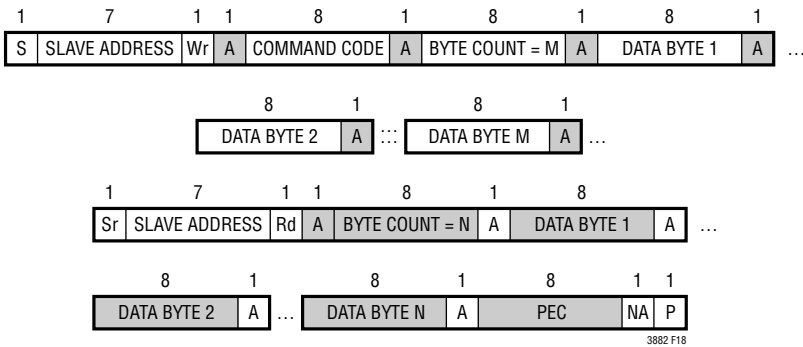 1 7 1 1 8 1 8 1 8 1
S SLAVE ADDRESS Wr A COMMAND CODE A BYTE COUNT = M A DATA BYTE 1 A …
8 1 8 1
DATA BYTE 2 A … DATA BYTE M A …
1 7 1 1 8 1 8
Sr SLAVE ADDRESS Rd A BYTE COUNT = N A DATA BYTE 1 A …
8 1 8 1 8 1 1
DATA BYTE 2 A … DATA BYTE N A PEC NA P
3882 F18